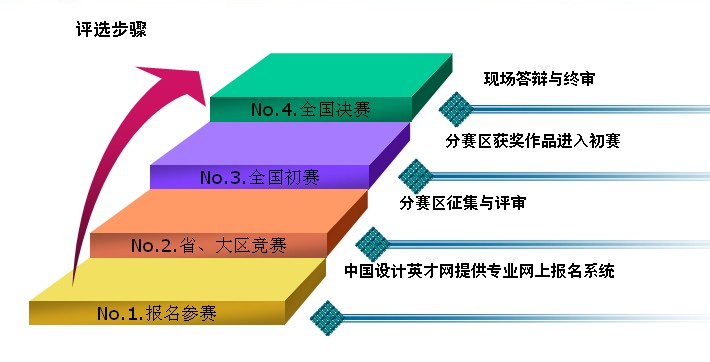 评选步骤
现场答辩与终审
No.4.全国决赛
分赛区获奖作品进入初赛
No.3.全国初赛
分赛区征集与评审
No.2.省、大区竞赛
中国设计英才网提供专业网上报名系统
No.1.报名参赛